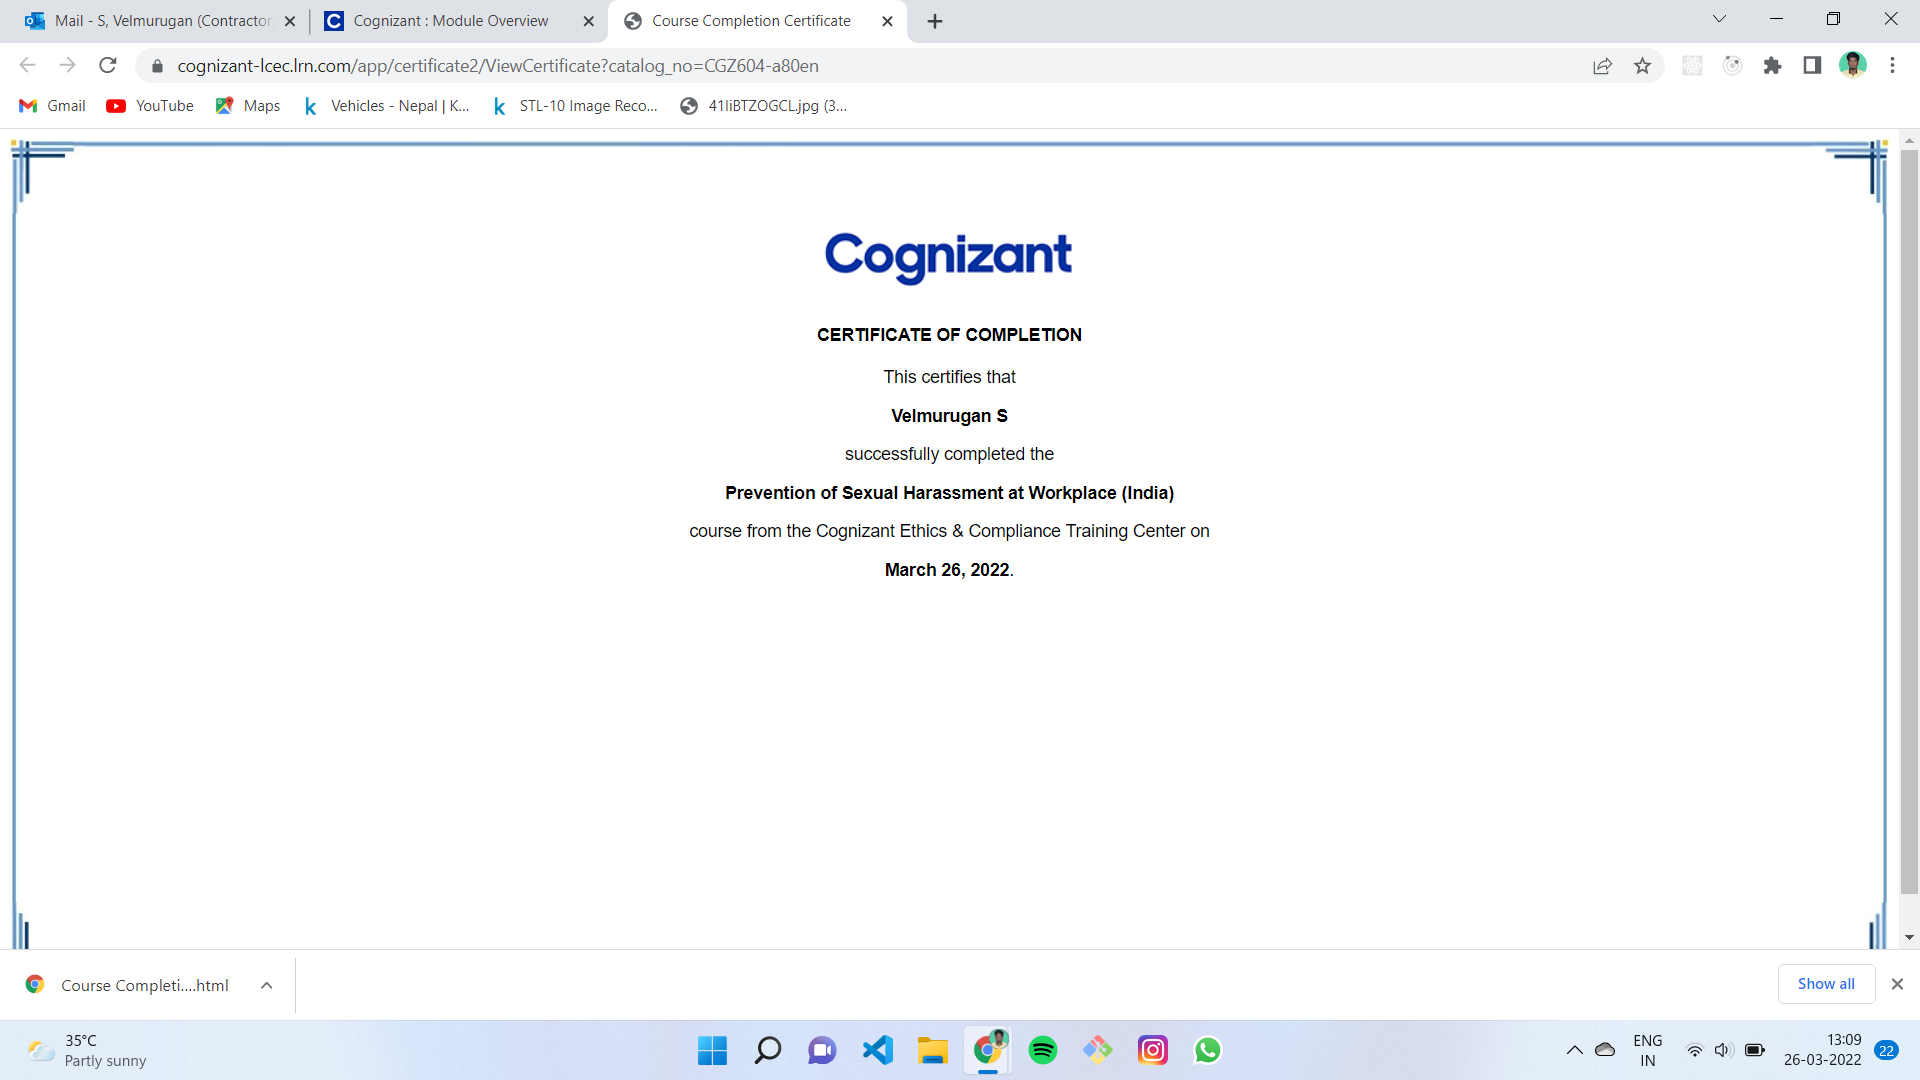 Mail - S, Velmurugan (Contractor
Cognizant : Module Overview
Course Completion Certificate
cognizant-lcec.lrn.com/app/certificate2/ViewCertificate?catalog_no=CGZ604-a80en
Gmail
YouTube
Maps
Vehicles - Nepal | K...
STL-10 Image Reco...
41IiBTZOGCL.jpg (3...
Cognizant
CERTIFICATE OF COMPLETION
This certifies that
Velmurugan S
successfully completed the
Prevention of Sexual Harassment at Workplace (India)
course from the Cognizant Ethics & Compliance Training Center on
March 26, 2022.
Course Completi....html
Show all
35°C
Partly sunny
ENG
IN
13:09
26-03-2022
22